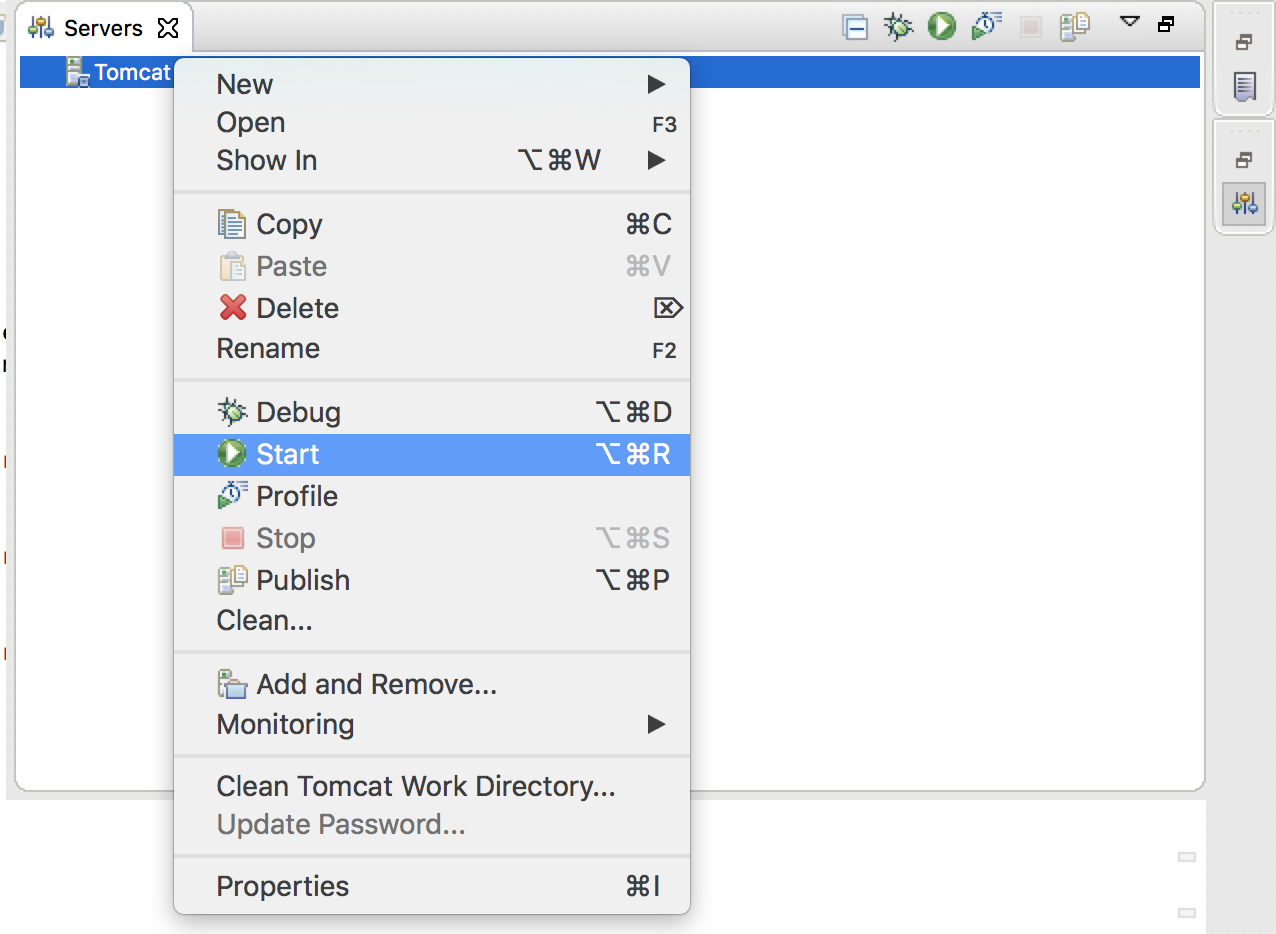 Servers
Tomcat
New
Open F3
Show In ⌥⌘W
Copy ⌘C
Paste ⌘V
Delete ⌦
Rename F2
Debug ⌥⌘D
Start ⌥⌘R
Profile
Stop ⌥⌘S
Publish ⌥⌘P
Clean...
Add and Remove...
Monitoring
Clean Tomcat Work Directory...
Update Password...
Properties ⌘I